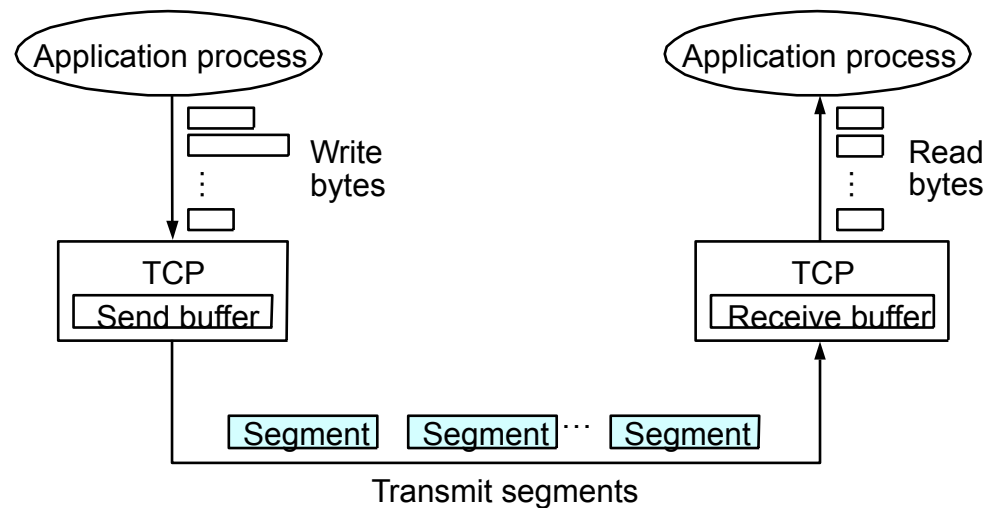 Application process
Application process
Write
bytes
⋮
Read
bytes
⋮
TCP
Send buffer
TCP
Receive buffer
Segment
Segment
…
Segment
Transmit segments